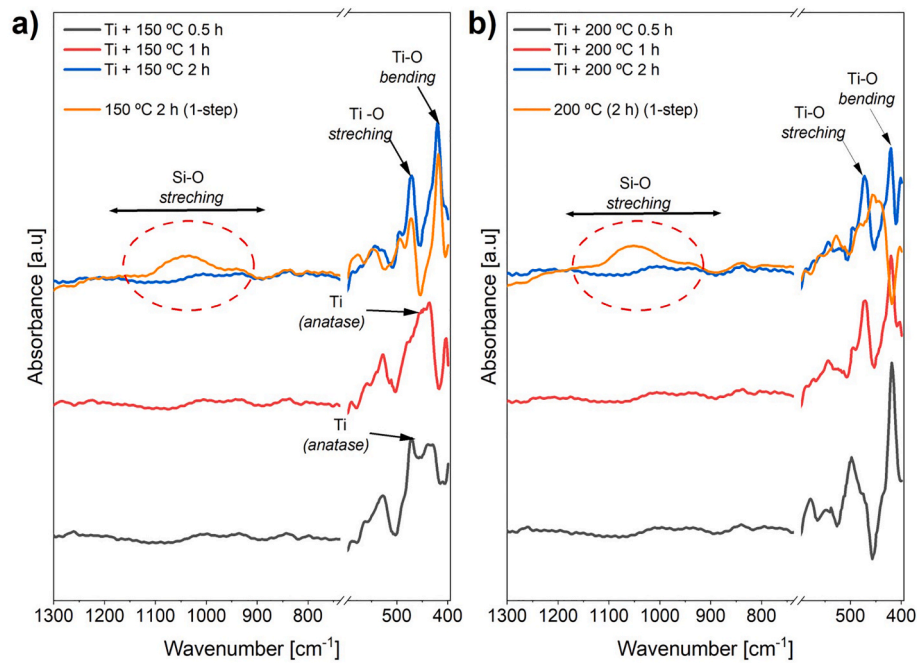 a)
Ti + 150 ºC 0.5 h
Ti + 150 ºC 1 h
Ti + 150 ºC 2 h
150 ºC 2 h (1-step)
Ti-O
bending
Ti -O
streching
Si-O
streching
Ti
(anatase)
Ti
(anatase)
Absorbance [a.u]
1300 1200 1100 1000 900 800 500 400
Wavenumber [cm⁻¹]
b)
Ti + 200 ºC 0.5 h
Ti + 200 ºC 1 h
Ti + 200 ºC 2 h
200 ºC (2 h) (1-step)
Ti-O
bending
Ti-O
streching
Si-O
streching
Absorbance [a.u]
1300 1200 1100 1000 900 800 500 400
Wavenumber [cm⁻¹]